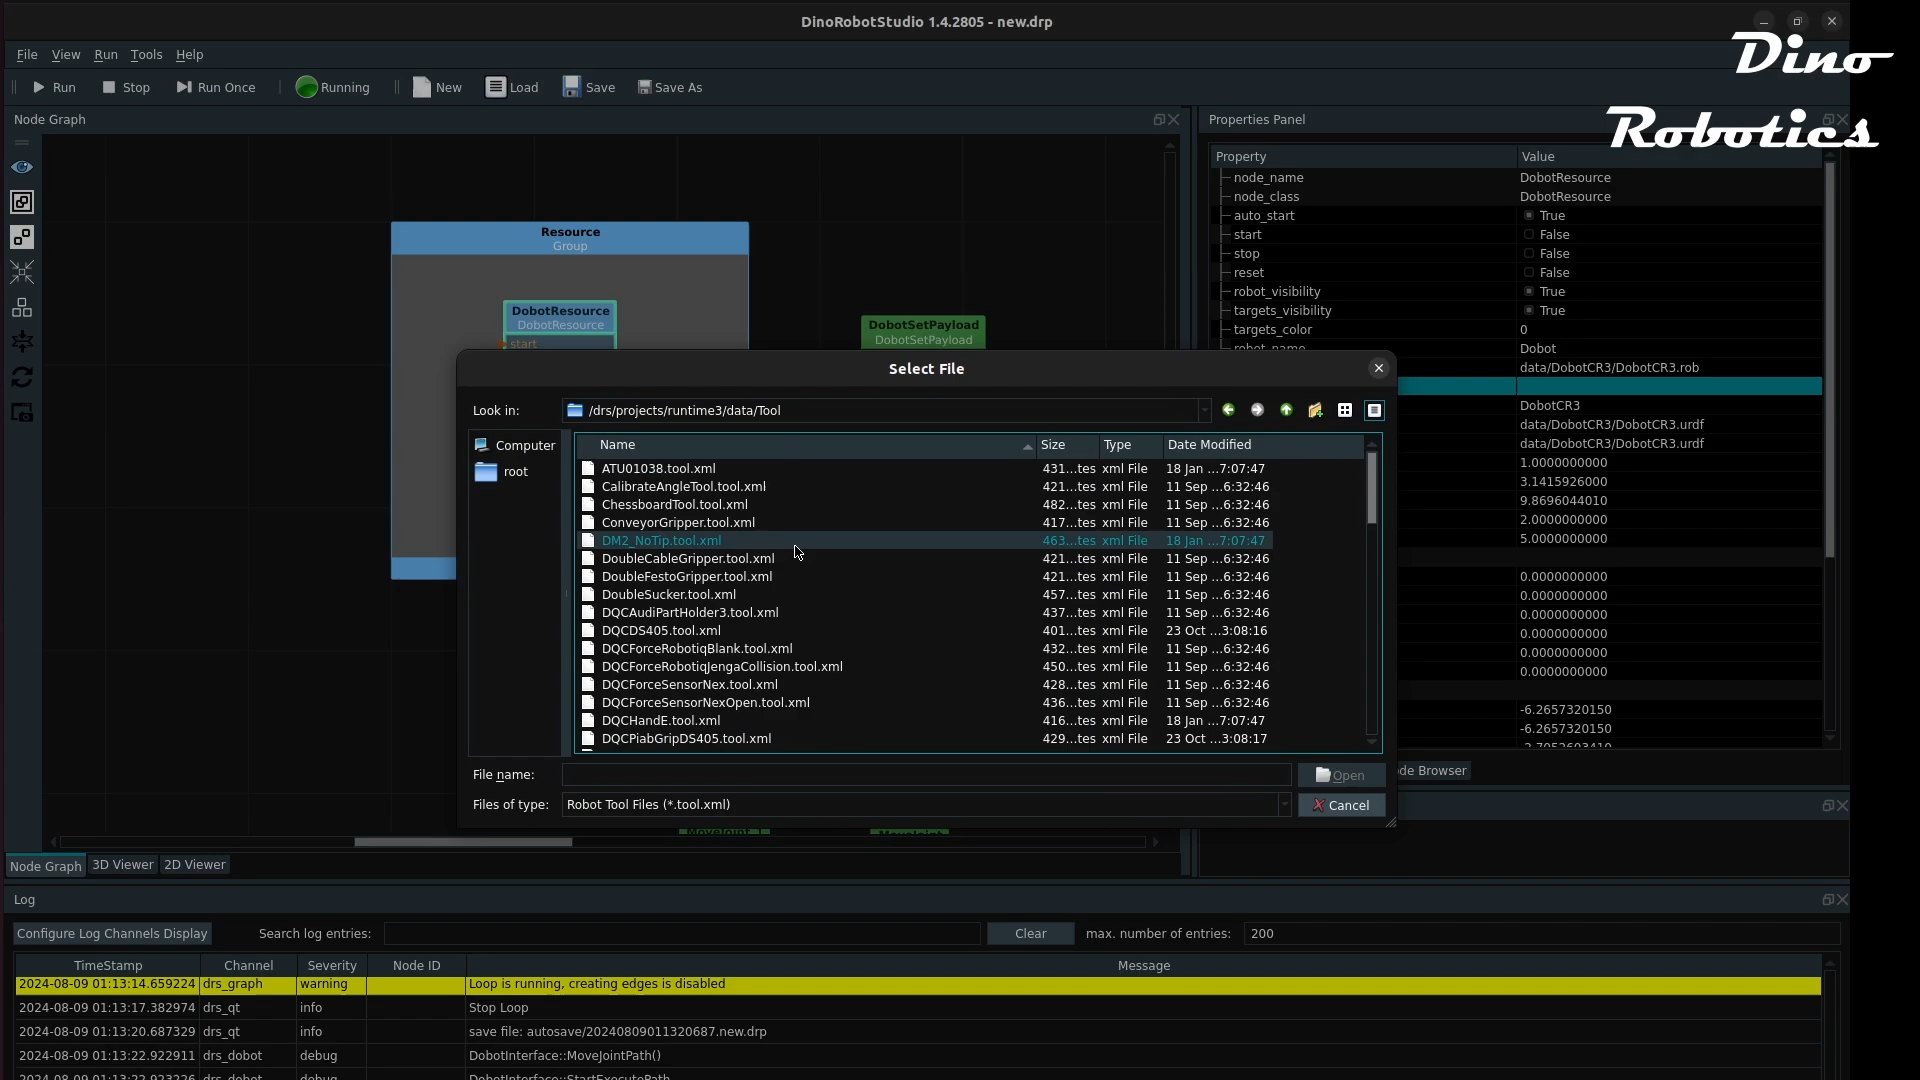 DinoRobotStudio 1.4.2805 - new.drp
File View Run Tools Help
Dino
Robotics
Run Stop Run Once Running New Load Save Save As
Node Graph
Properties Panel
Property Value
node_name DobotResource
node_class DobotResource
auto_start True
start False
stop False
reset False
robot_visibility True
targets_visibility True
targets_color 0
robot_name Dobot
data/DobotCR3/DobotCR3.rob
DobotCR3
data/DobotCR3/DobotCR3.urdf
data/DobotCR3/DobotCR3.urdf
1.0000000000
3.1415926000
9.8696044010
2.0000000000
5.0000000000
0.0000000000
0.0000000000
0.0000000000
0.0000000000
0.0000000000
0.0000000000
-6.2657320150
-6.2657320150
-2.7052603410
de Browser
Resource
Group
DobotResource
DobotResource
start
DobotSetPayload
DobotSetPayload
Select File
Look in: /drs/projects/runtime3/data/Tool
Computer
root
Name Size Type Date Modified
ATU01038.tool.xml 431...tes xml File 18 Jan ...7:07:47
CalibrateAngleTool.tool.xml 421...tes xml File 11 Sep ...6:32:46
ChessboardTool.tool.xml 482...tes xml File 11 Sep ...6:32:46
ConveyorGripper.tool.xml 417...tes xml File 11 Sep ...6:32:46
DM2_NoTip.tool.xml 463...tes xml File 18 Jan ...7:07:47
DoubleCableGripper.tool.xml 421...tes xml File 11 Sep ...6:32:46
DoubleFestoGripper.tool.xml 421...tes xml File 11 Sep ...6:32:46
DoubleSucker.tool.xml 457...tes xml File 11 Sep ...6:32:46
DQCAudiPartHolder3.tool.xml 437...tes xml File 11 Sep ...6:32:46
DQCDS405.tool.xml 401...tes xml File 23 Oct ...3:08:16
DQCForceRobotiqBlank.tool.xml 432...tes xml File 11 Sep ...6:32:46
DQCForceRobotiqJengaCollision.tool.xml 450...tes xml File 11 Sep ...6:32:46
DQCForceSensorNex.tool.xml 428...tes xml File 11 Sep ...6:32:46
DQCForceSensorNexOpen.tool.xml 436...tes xml File 11 Sep ...6:32:46
DQCHandE.tool.xml 416...tes xml File 18 Jan ...7:07:47
DQCPiabGripDS405.tool.xml 429...tes xml File 23 Oct ...3:08:17
File name: Open
Files of type: Robot Tool Files (*.tool.xml) Cancel
Node Graph 3D Viewer 2D Viewer
Log
Configure Log Channels Display Search log entries: Clear max. number of entries: 200
TimeStamp Channel Severity Node ID Message
2024-08-09 01:13:14.659224 drs_graph warning Loop is running, creating edges is disabled
2024-08-09 01:13:17.382974 drs_qt info Stop Loop
2024-08-09 01:13:20.687329 drs_qt info save file: autosave/20240809011320687.new.drp
2024-08-09 01:13:22.922911 drs_dobot debug DobotInterface::MoveJointPath()
2024-08-09 01:13:22.923226 drs_dobot debug DobotInterface::StartExecutePath